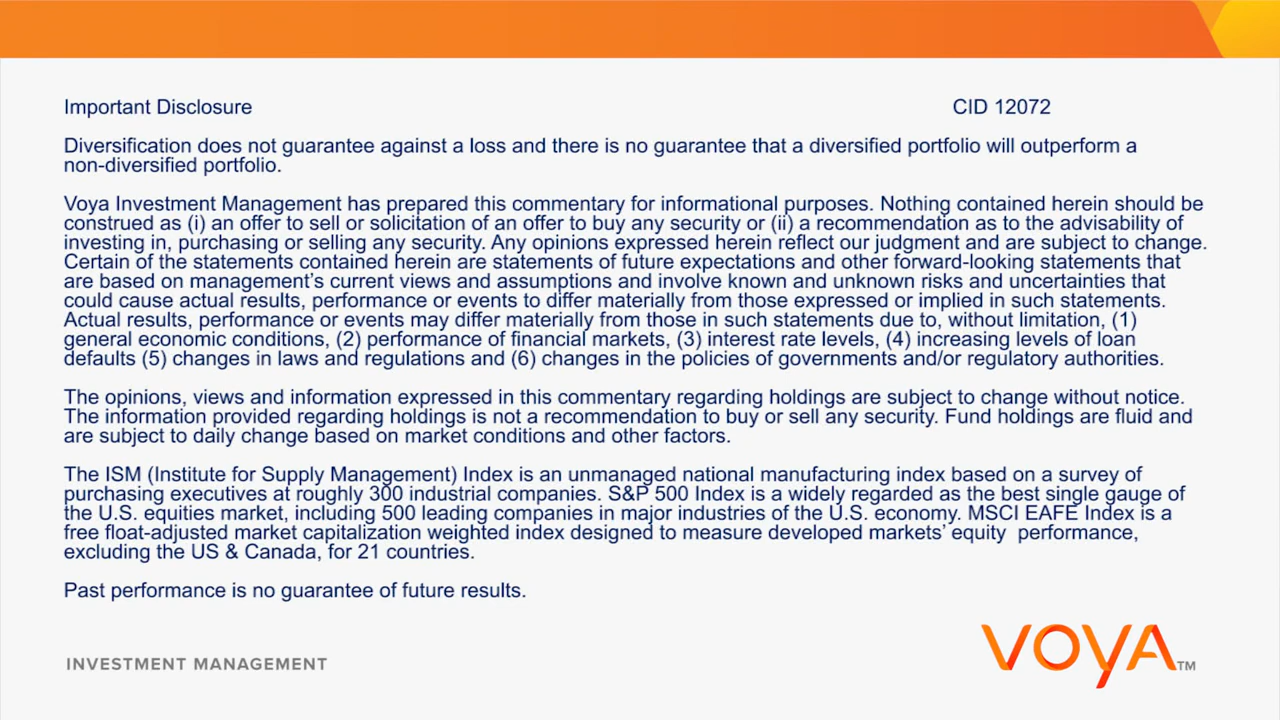 Important Disclosure CID 12072
Diversification does not guarantee against a loss and there is no guarantee that a diversified portfolio will outperform a
non-diversified portfolio.
Voya Investment Management has prepared this commentary for informational purposes. Nothing contained herein should be
construed as (i) an offer to sell or solicitation of an offer to buy any security or (ii) a recommendation as to the advisability of
investing in, purchasing or selling any security. Any opinions expressed herein reflect our judgment and are subject to change.
Certain of the statements contained herein are statements of future expectations and other forward-looking statements that
are based on management’s current views and assumptions and involve known and unknown risks and uncertainties that
could cause actual results, performance or events to differ materially from those expressed or implied in such statements.
Actual results, performance or events may differ materially from those in such statements due to, without limitation, (1)
general economic conditions, (2) performance of financial markets, (3) interest rate levels, (4) increasing levels of loan
defaults (5) changes in laws and regulations and (6) changes in the policies of governments and/or regulatory authorities.
The opinions, views and information expressed in this commentary regarding holdings are subject to change without notice.
The information provided regarding holdings is not a recommendation to buy or sell any security. Fund holdings are fluid and
are subject to daily change based on market conditions and other factors.
The ISM (Institute for Supply Management) Index is an unmanaged national manufacturing index based on a survey of
purchasing executives at roughly 300 industrial companies. S&P 500 Index is a widely regarded as the best single gauge of
the U.S. equities market, including 500 leading companies in major industries of the U.S. economy. MSCI EAFE Index is a
free float-adjusted market capitalization weighted index designed to measure developed markets’ equity performance,
excluding the US & Canada, for 21 countries.
Past performance is no guarantee of future results.
INVESTMENT MANAGEMENT
VOYA™